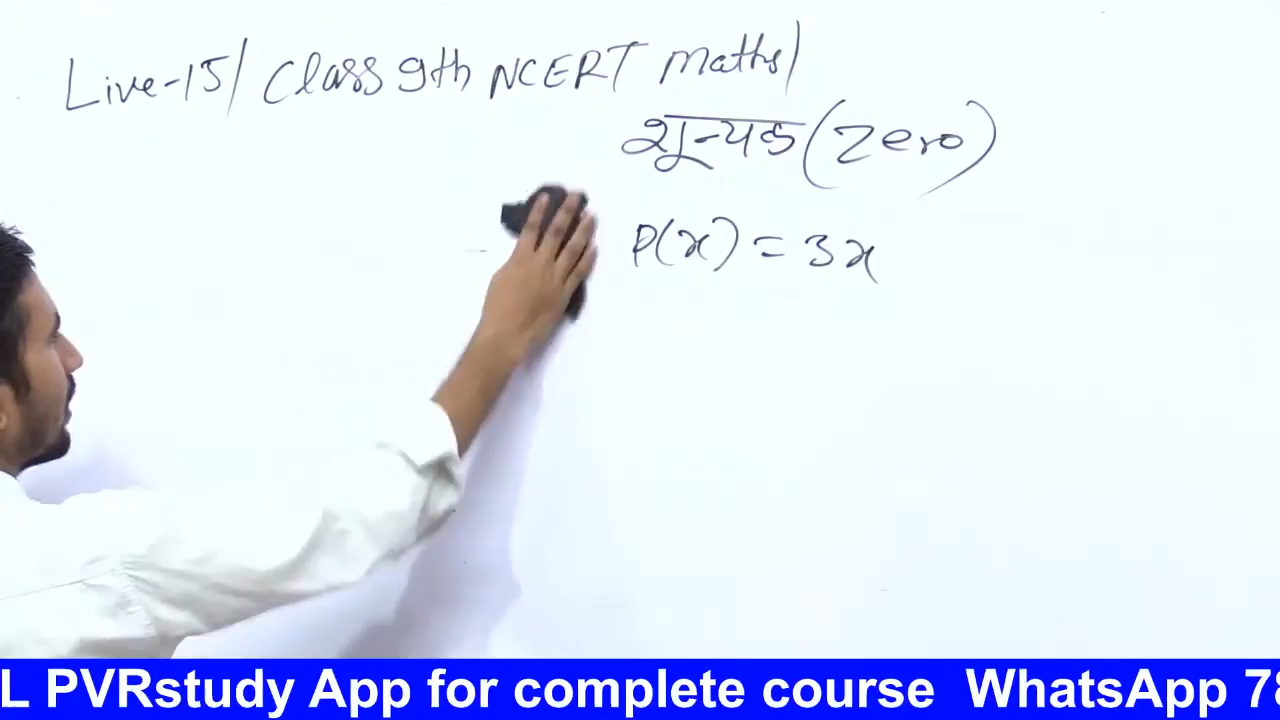 Live-15/ Class 9th NCERT Maths/
शून्यक (Zero)
P(x) = 3x
L PVRstudy App for complete course WhatsApp 78